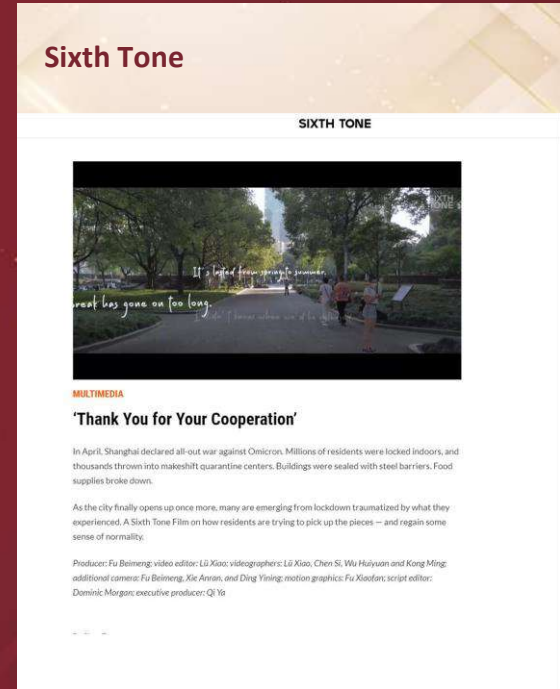 Sixth Tone
SIXTH TONE
SIXTH TONE
It's lasted from spring to summer.
break has gone on too long.
MULTIMEDIA
‘Thank You for Your Cooperation’
In April, Shanghai declared all-out war against Omicron. Millions of residents were locked indoors, and
thousands thrown into makeshift quarantine centers. Buildings were sealed with steel barriers. Food
supplies broke down.
As the city finally opens up once more, many are emerging from lockdown traumatized by what they
experienced. A Sixth Tone Film on how residents are trying to pick up the pieces — and regain some
sense of normality.
Producer: Fu Beimeng; video editor: Lü Xiao; videographers: Lü Xiao, Chen Si, Wu Huiyuan and Kong Ming;
additional camera: Fu Beimeng, Xie Anran, and Ding Yining; motion graphics: Fu Xiaofan; script editor:
Dominic Morgan; executive producer: Qi Ya